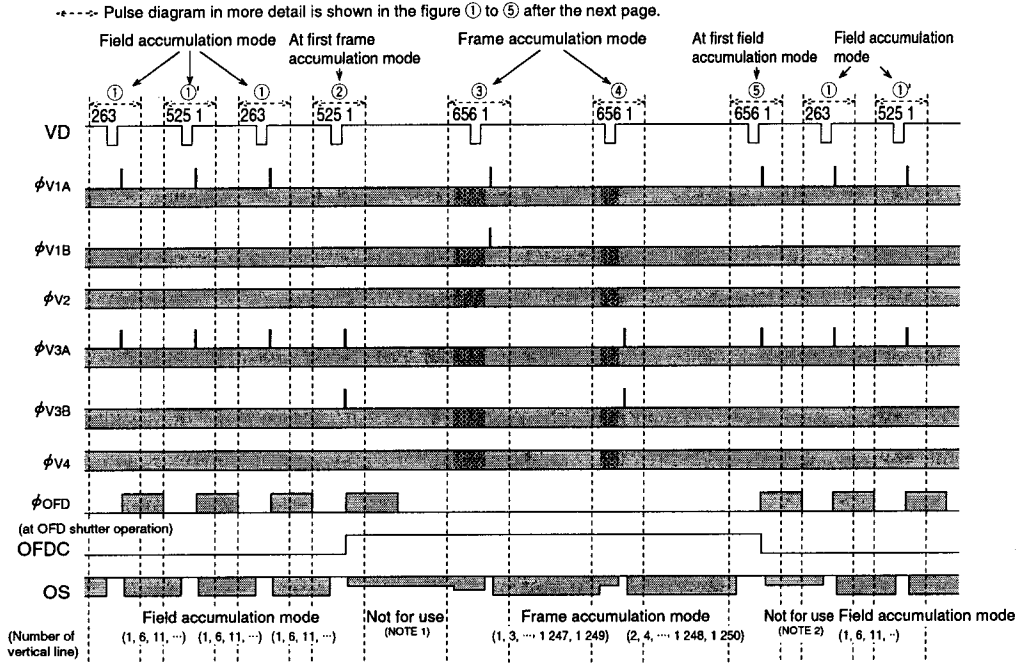 Pulse diagram in more detail is shown in the figure ① to ⑤ after the next page.
Field accumulation mode
At first frame
accumulation mode
Frame accumulation mode
At first field
accumulation mode
Field accumulation
mode
① ①' ① ② ③ ④ ⑤ ① ①'
263 525 1 263 525 1 656 1 656 1 656 1 263 525 1
VD
ϕV1A
ϕV1B
ϕV2
ϕV3A
ϕV3B
ϕV4
ϕOFD
(at OFD shutter operation)
OFDC
OS
Field accumulation mode Not for use Frame accumulation mode Not for use Field accumulation mode
(NOTE 1) (NOTE 2)
(Number of
vertical line)
(1, 6, 11, ···) (1, 6, 11, ···) (1, 6, 11, ···) (1, 3, ···, 1 247, 1 249) (2, 4, ···, 1 248, 1 250) (1, 6, 11, ··)